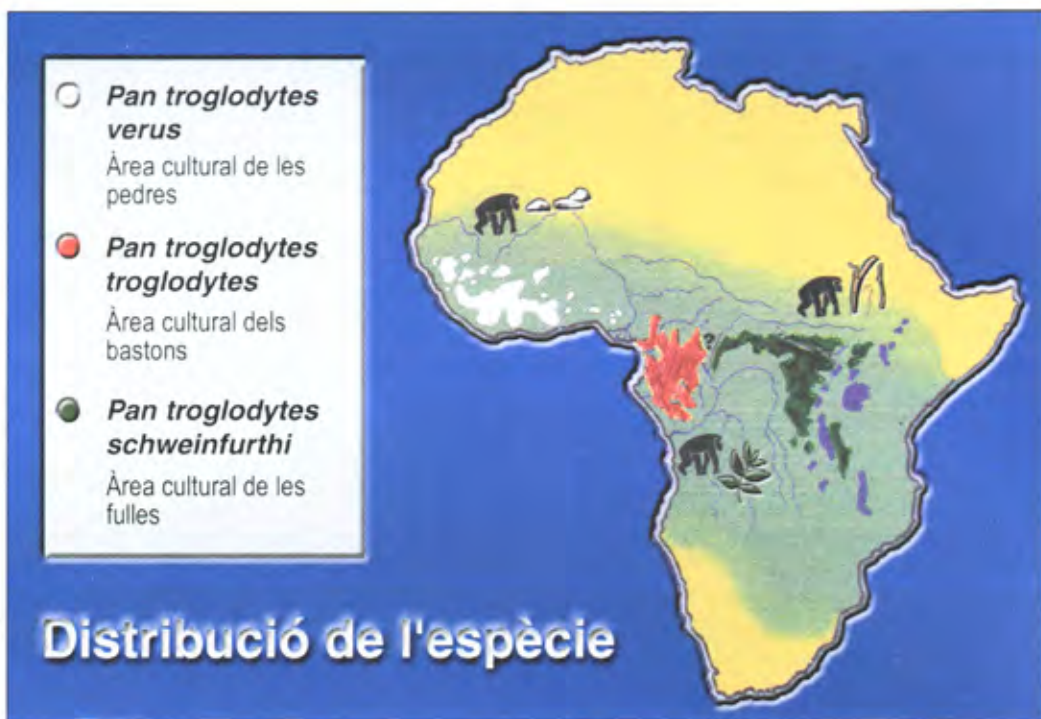 Pan troglodytes
verus
Àrea cultural de les
pedres
Pan troglodytes
troglodytes
Àrea cultural dels
bastons
Pan troglodytes
schweinfurthi
Àrea cultural de les
fulles
?
Distribució de l'espècie